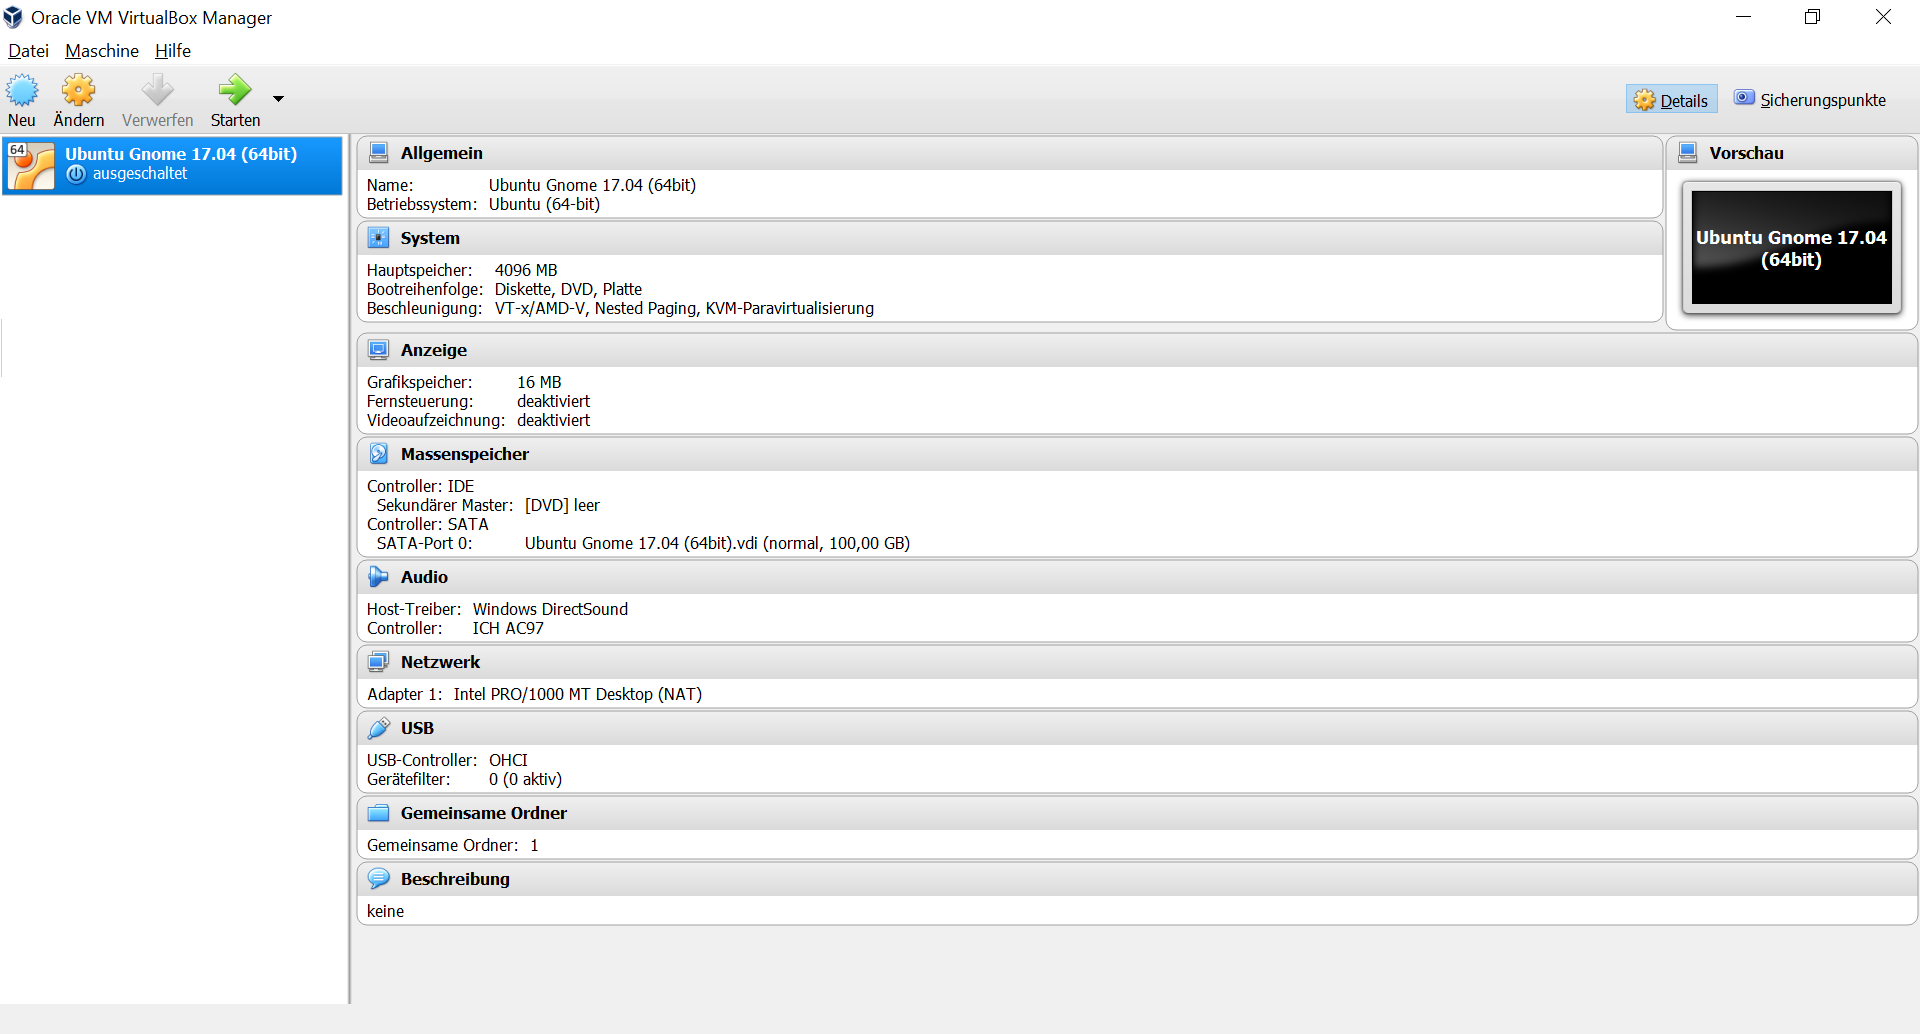 Oracle VM VirtualBox Manager
Datei Maschine Hilfe
Neu Ändern Verwerfen Starten Details Sicherungspunkte
64
Ubuntu Gnome 17.04 (64bit)
ausgeschaltet
Allgemein
Name: Ubuntu Gnome 17.04 (64bit)
Betriebssystem: Ubuntu (64-bit)
System
Hauptspeicher: 4096 MB
Bootreihenfolge: Diskette, DVD, Platte
Beschleunigung: VT-x/AMD-V, Nested Paging, KVM-Paravirtualisierung
Vorschau
Ubuntu Gnome 17.04
(64bit)
Anzeige
Grafikspeicher: 16 MB
Fernsteuerung: deaktiviert
Videoaufzeichnung: deaktiviert
Massenspeicher
Controller: IDE
Sekundärer Master: [DVD] leer
Controller: SATA
SATA-Port 0: Ubuntu Gnome 17.04 (64bit).vdi (normal, 100,00 GB)
Audio
Host-Treiber: Windows DirectSound
Controller: ICH AC97
Netzwerk
Adapter 1: Intel PRO/1000 MT Desktop (NAT)
USB
USB-Controller: OHCI
Gerätefilter: 0 (0 aktiv)
Gemeinsame Ordner
Gemeinsame Ordner: 1
Beschreibung
keine